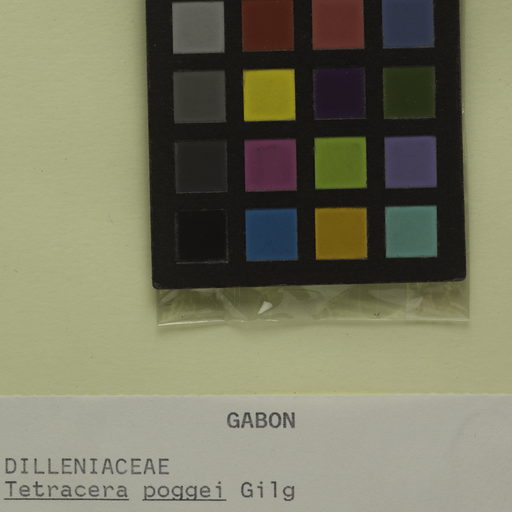 GABON
DILLENIACEAE
Tetracera poggei Gilg